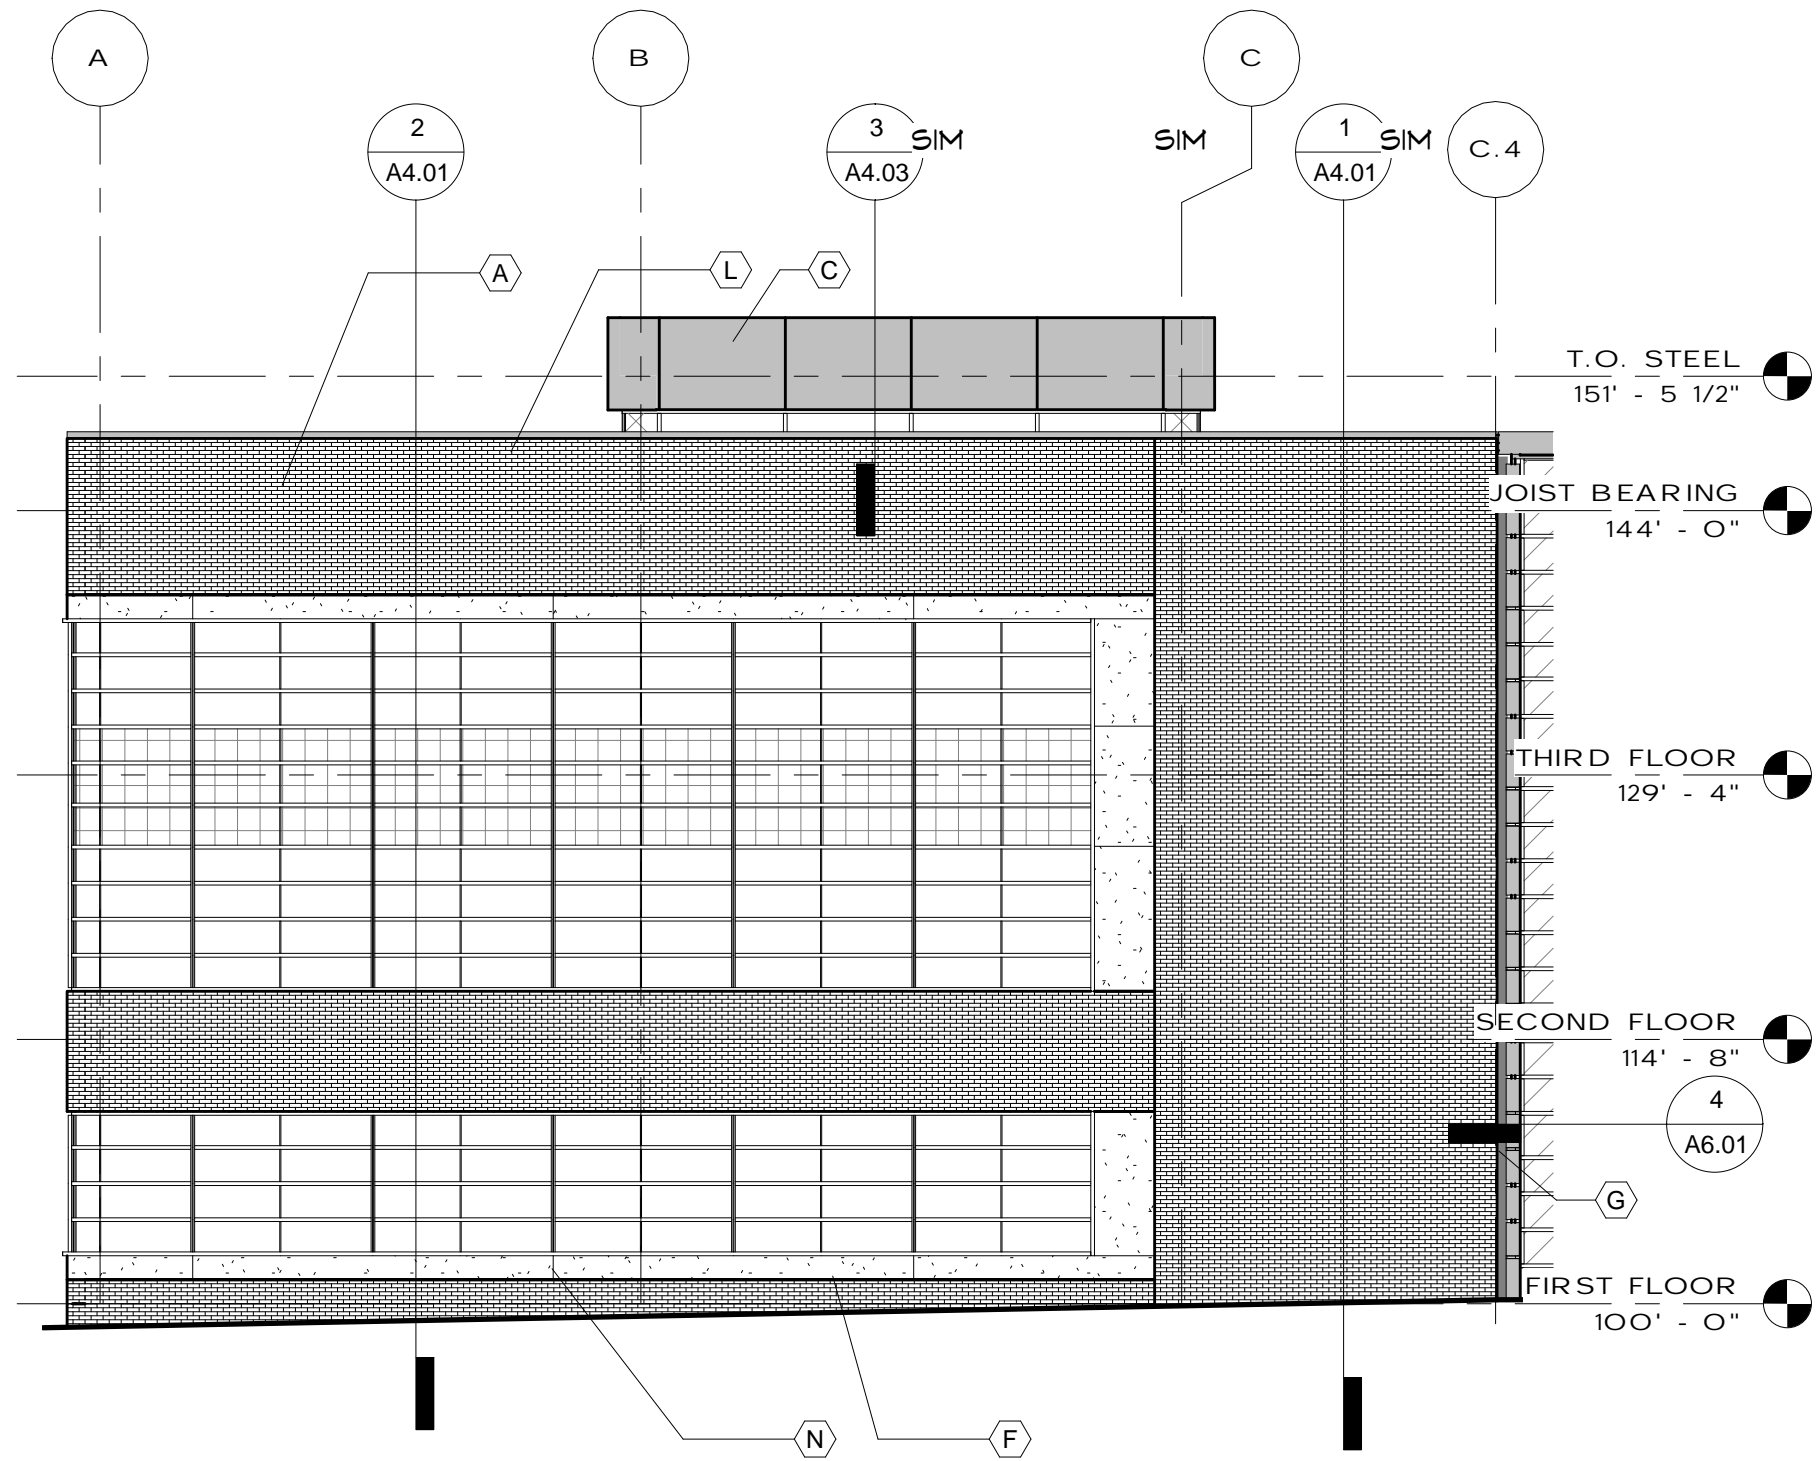 A
B
C
2
A4.01
3
A4.03
SIM
SIM
1
A4.01
SIM
C.4
A
L
C
T.O. STEEL
151' - 5 1/2"
JOIST BEARING
144' - 0"
THIRD FLOOR
129' - 4"
SECOND FLOOR
114' - 8"
4
A6.01
G
FIRST FLOOR
100' - 0"
N
F